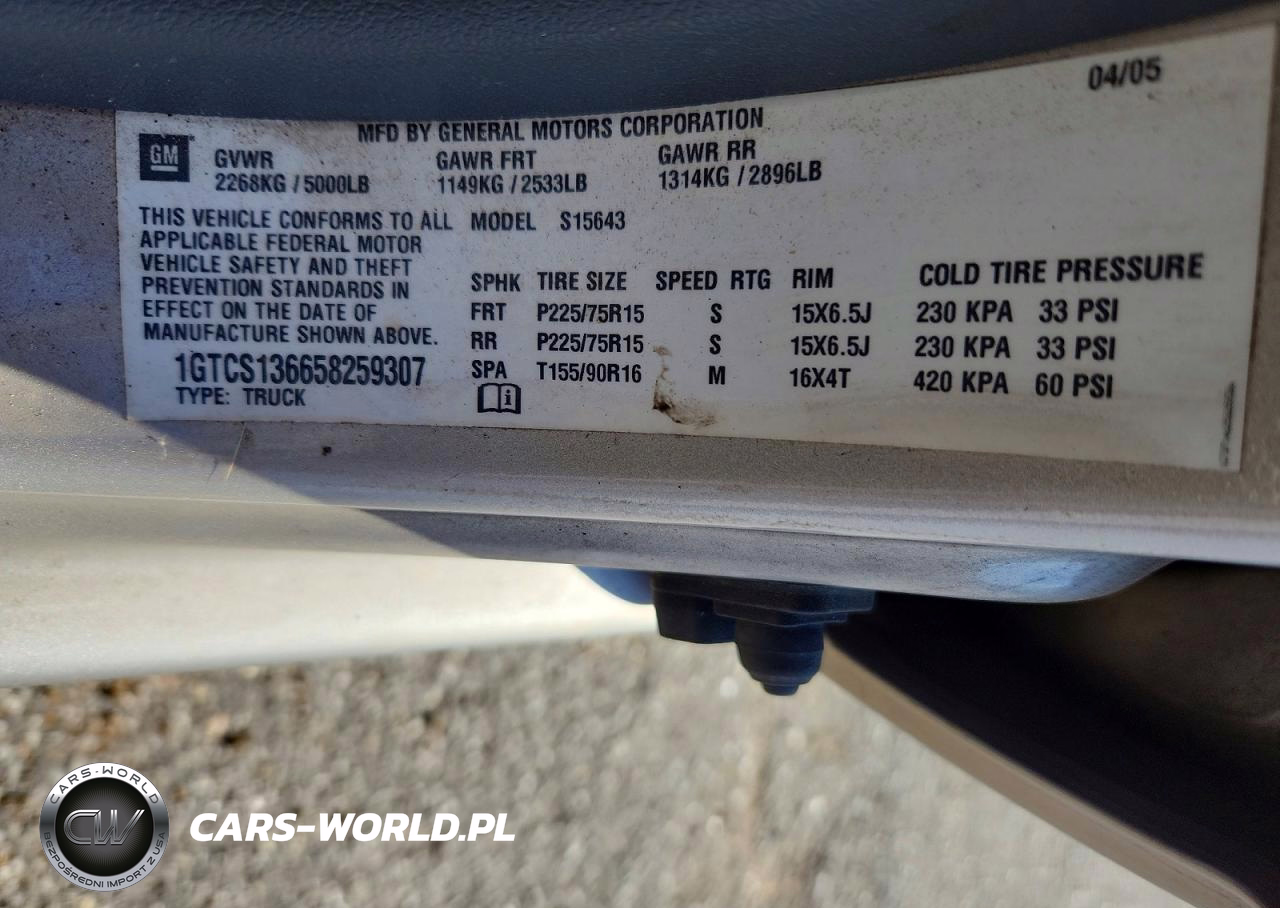 04/05
MFD BY GENERAL MOTORS CORPORATION
GM
GVWR GAWR FRT GAWR RR
2268KG / 5000LB 1149KG / 2533LB 1314KG / 2896LB
THIS VEHICLE CONFORMS TO ALL
APPLICABLE FEDERAL MOTOR
VEHICLE SAFETY AND THEFT
PREVENTION STANDARDS IN
EFFECT ON THE DATE OF
MANUFACTURE SHOWN ABOVE.
1GTCS136658259307
TYPE: TRUCK
MODEL S15643
SPHK TIRE SIZE SPEED RTG RIM COLD TIRE PRESSURE
FRT P225/75R15 S 15X6.5J 230 KPA 33 PSI
RR P225/75R15 S 15X6.5J 230 KPA 33 PSI
SPA T155/90R16 M 16X4T 420 KPA 60 PSI
CARS-WORLD
CW
BEZPOŚREDNI IMPORT Z USA
CARS-WORLD.PL